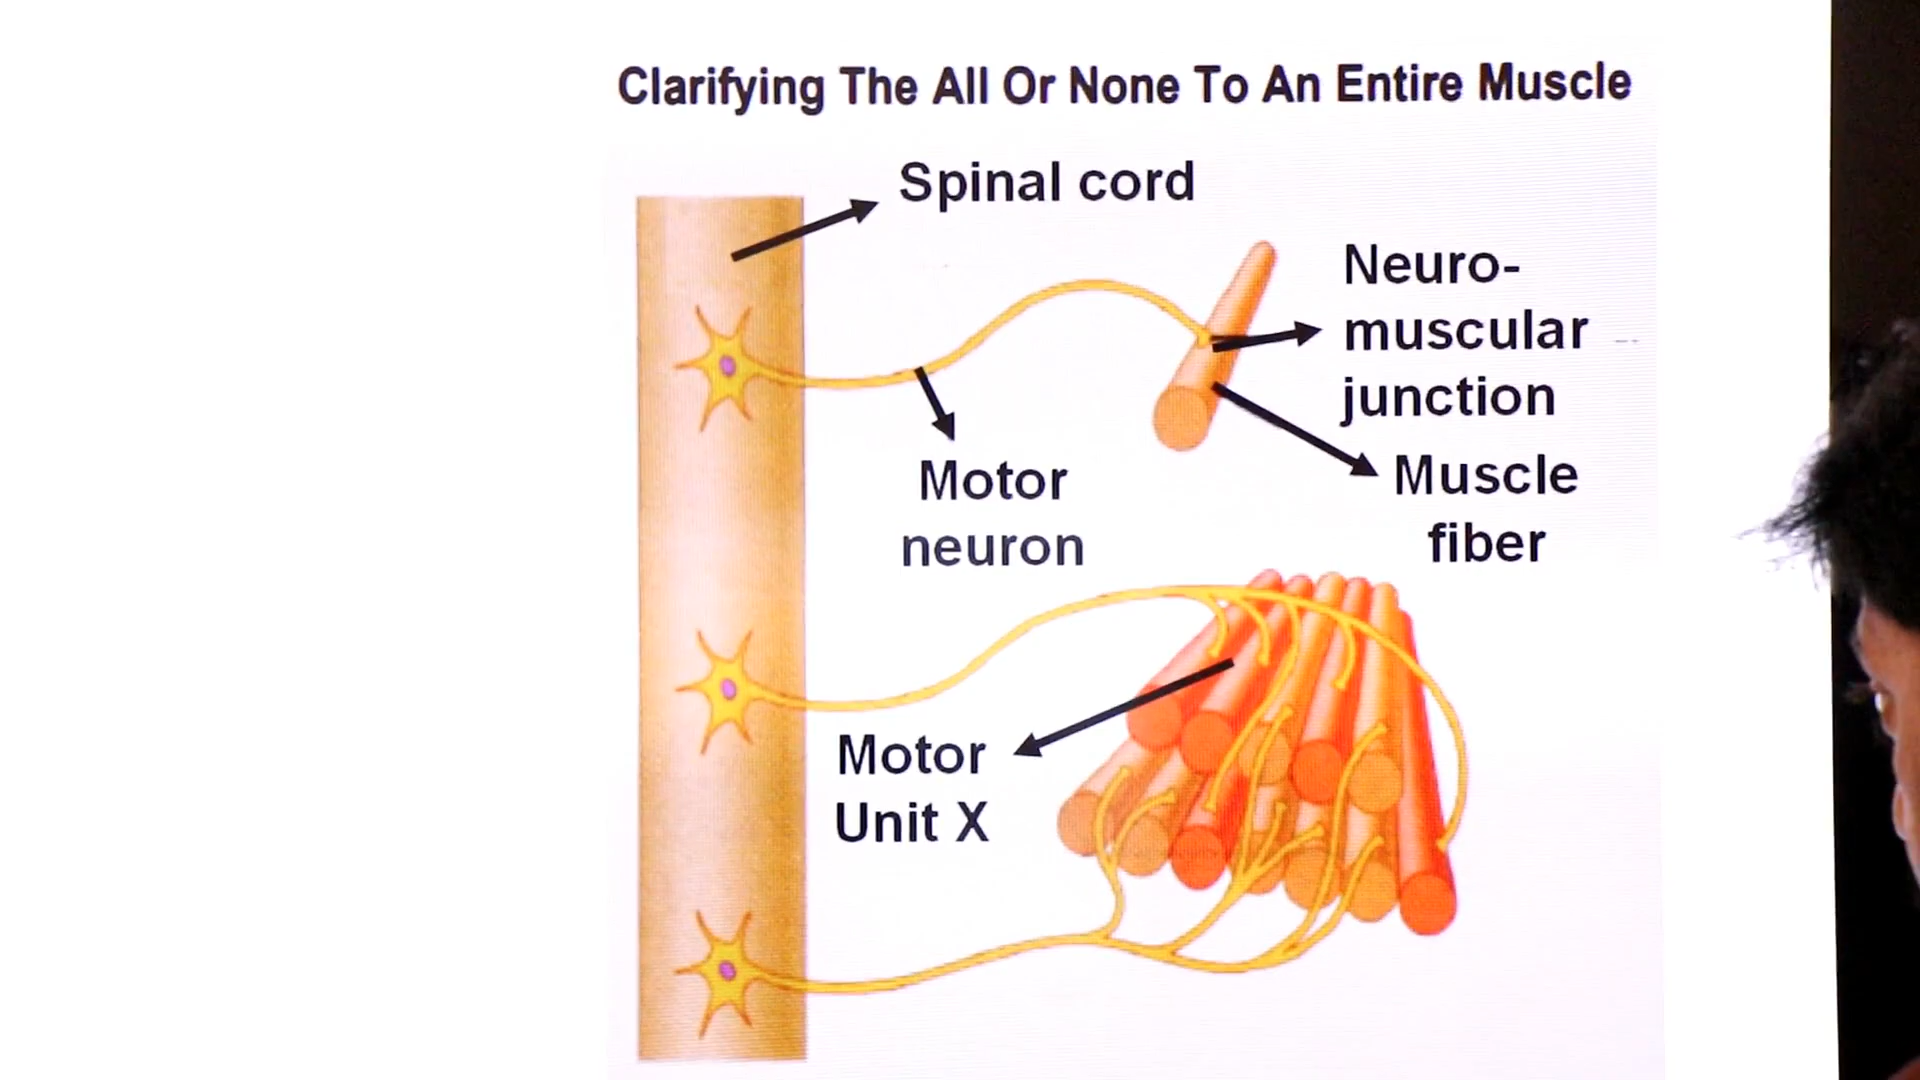 Clarifying The All Or None To An Entire Muscle
Spinal cord
Neuro-
muscular
junction
Muscle
fiber
Motor
neuron
Motor
Unit X